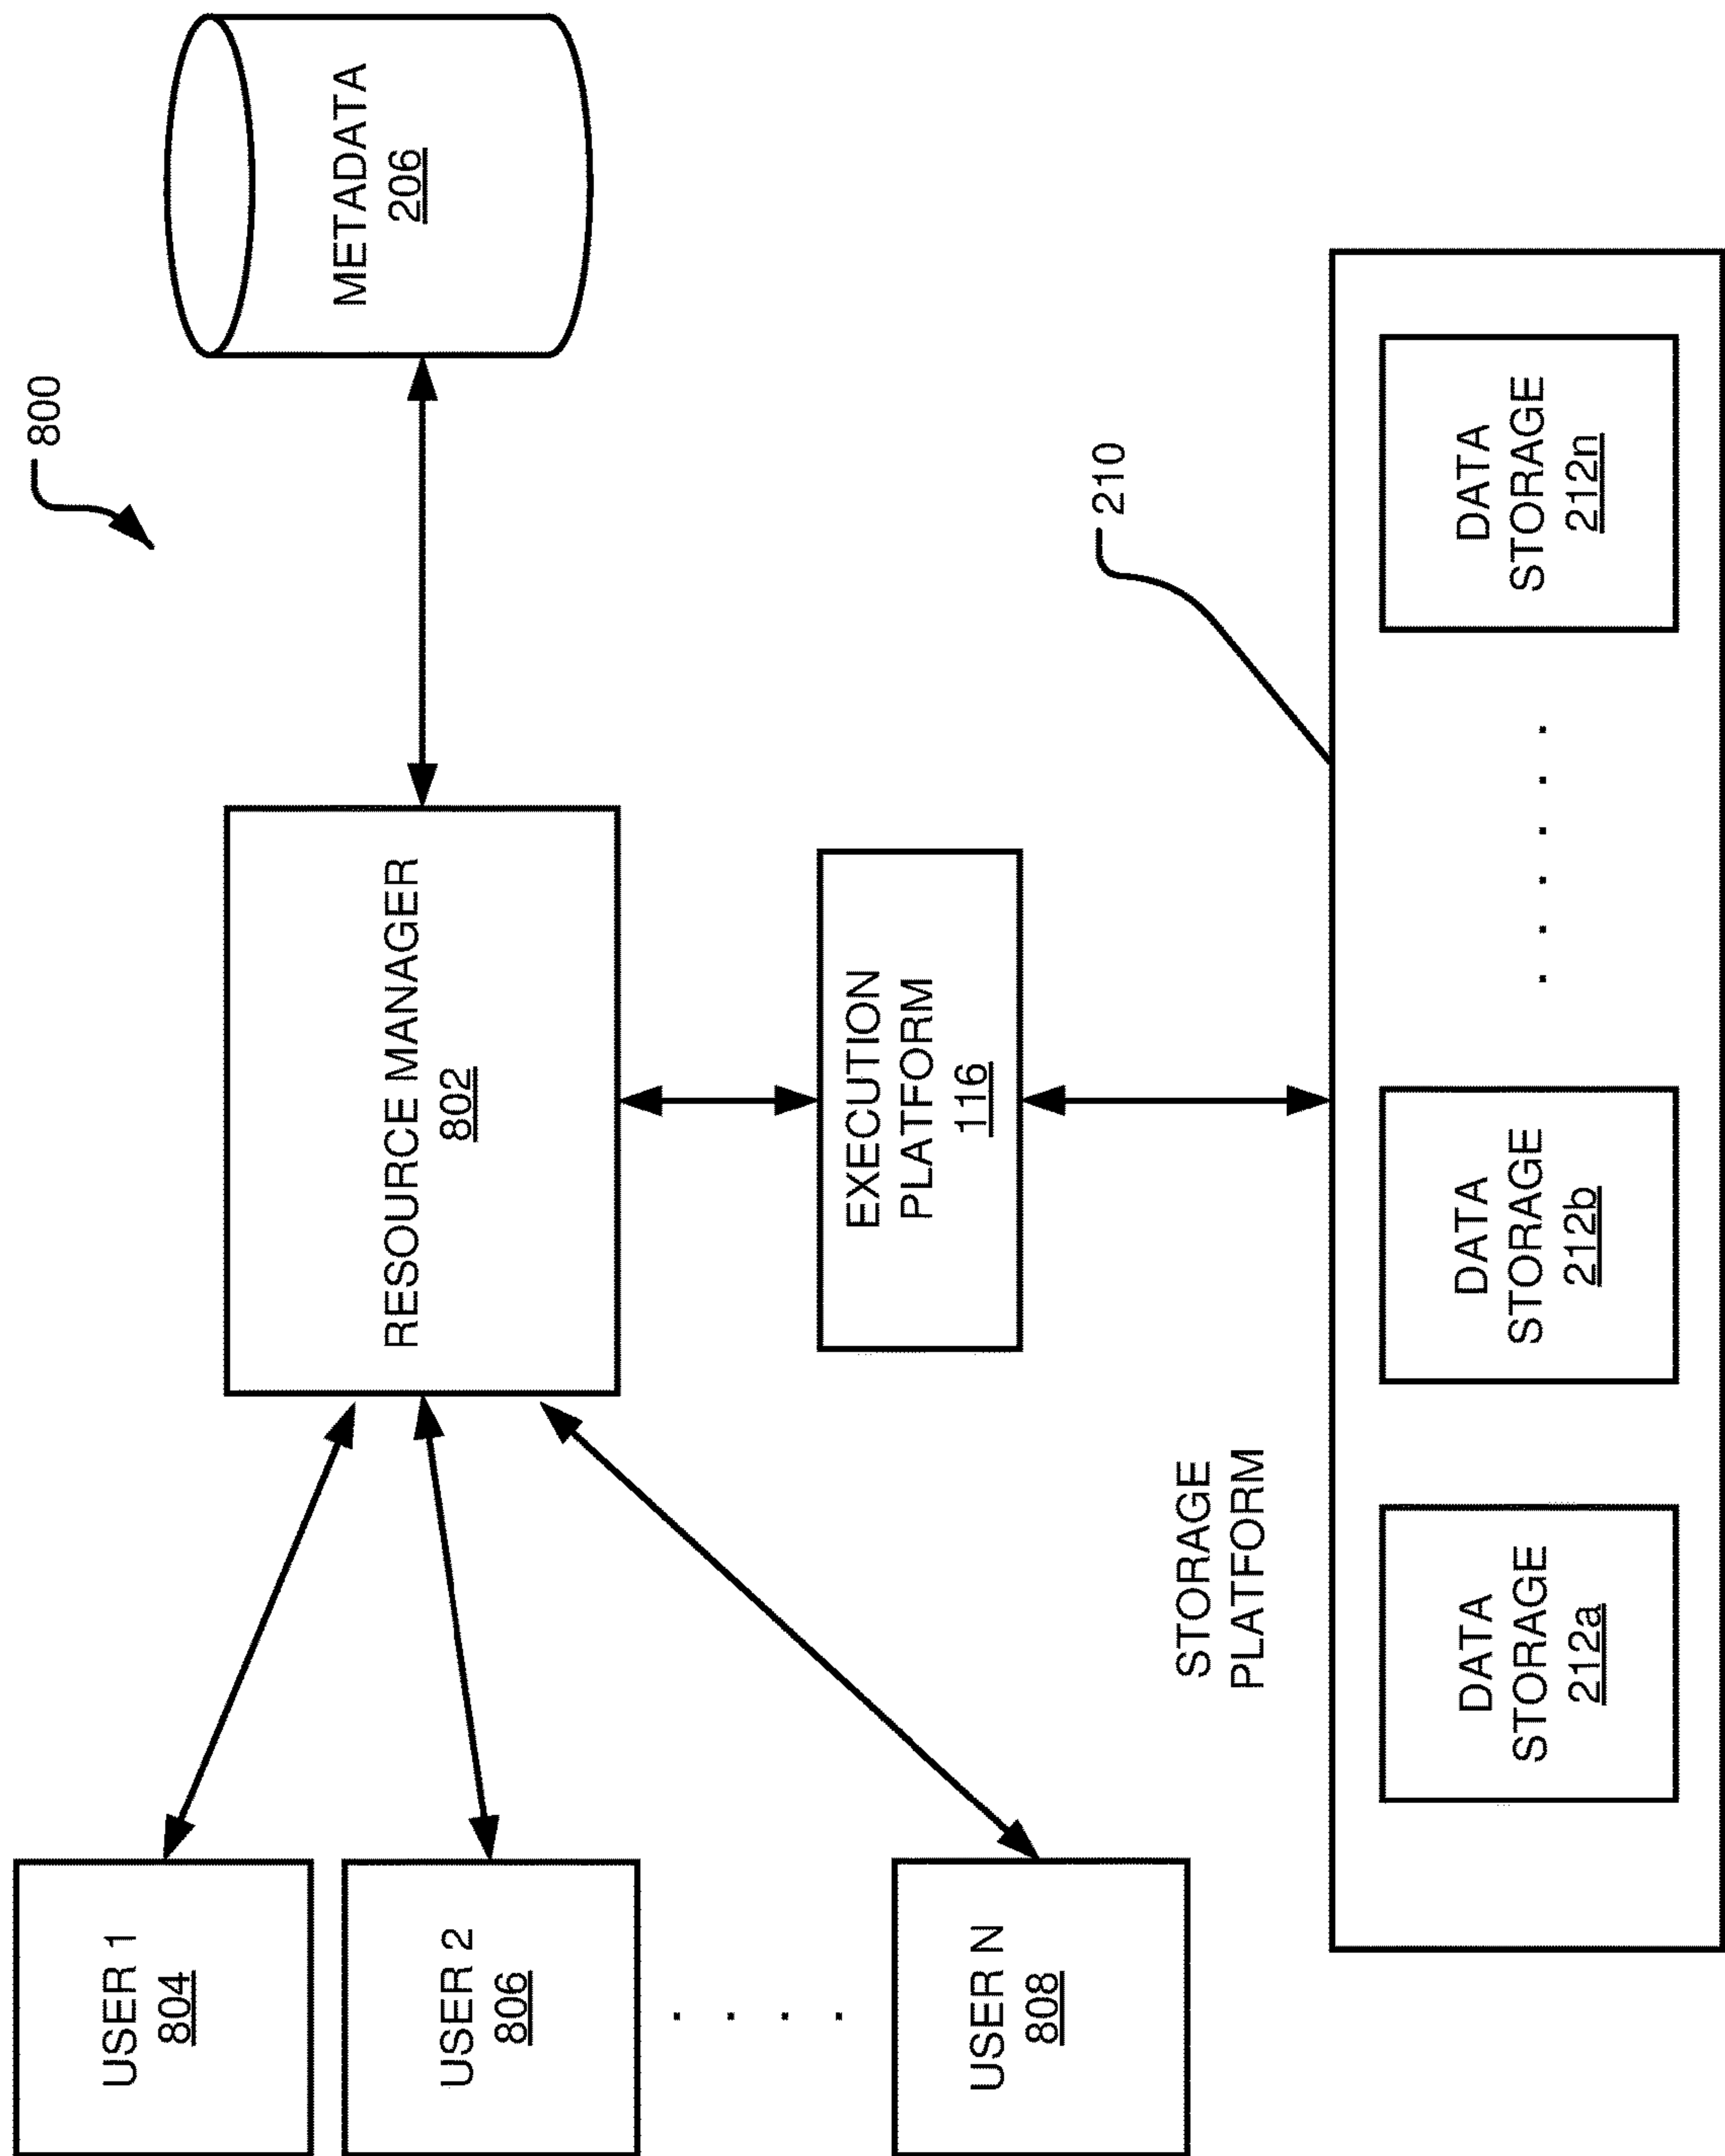 800
USER 1
804
USER 2
806
. . . .
USER N
808
RESOURCE MANAGER
802
METADATA
206
EXECUTION
PLATFORM
116
STORAGE
PLATFORM
210
DATA
STORAGE
212a
DATA
STORAGE
212b
. . . . . .
DATA
STORAGE
212n